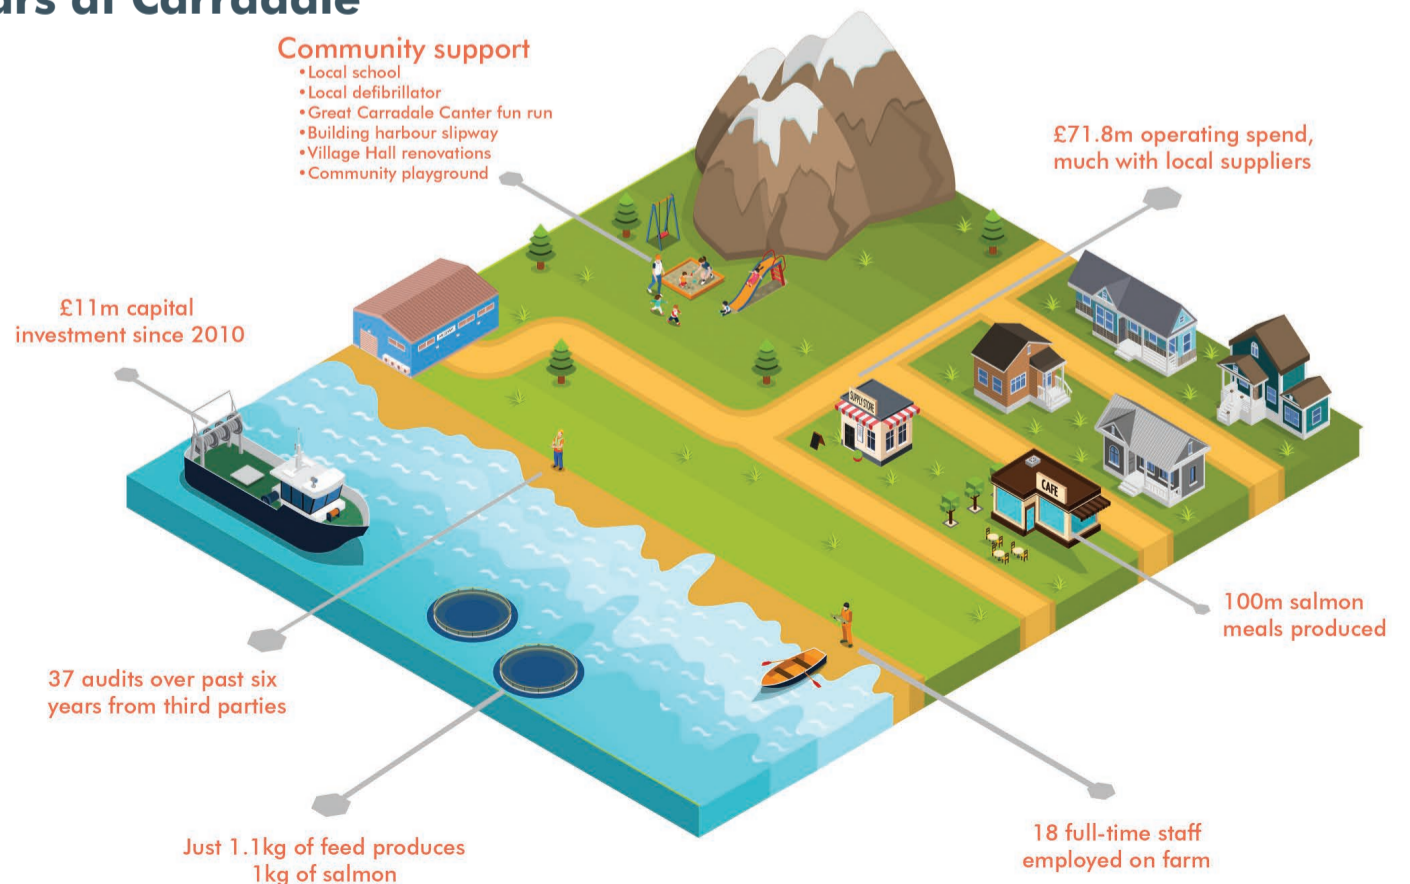 at Carradale
Community support
•Local school
•Local defibrillator
•Great Carradale Canter fun run
•Building harbour slipway
•Village Hall renovations
•Community playground
£71.8m operating spend,
much with local suppliers
£11m capital
investment since 2010
SUPPLY STORE
CAFE
100m salmon
meals produced
37 audits over past six
years from third parties
Just 1.1kg of feed produces
1kg of salmon
18 full-time staff
employed on farm